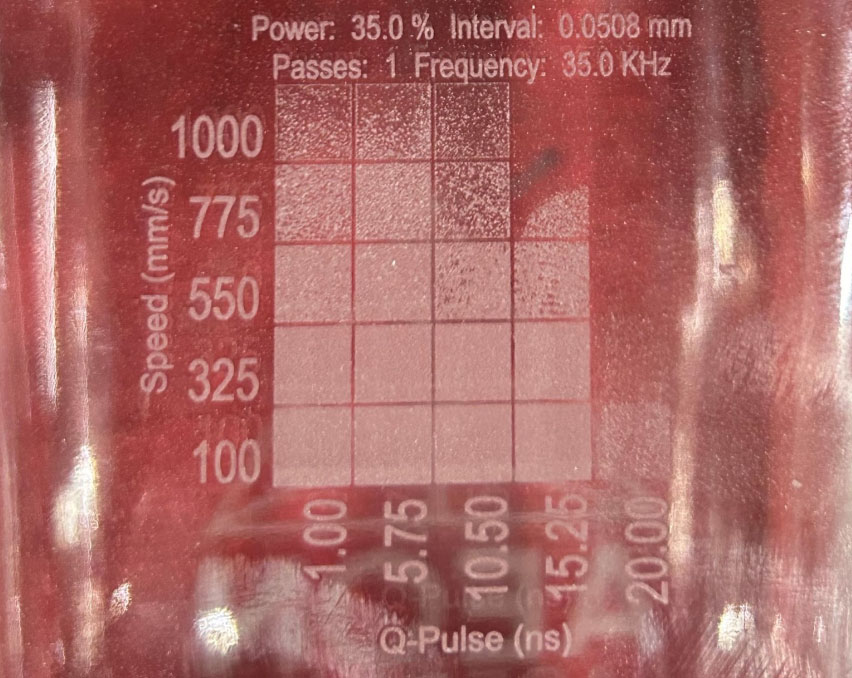 Power: 35.0 % Interval: 0.0508 mm
Passes: 1 Frequency: 35.0 KHz
1000
775
550
325
100
Speed (mm/s)
1.00
5.75
10.50
15.25
20.00
Q-Pulse (ns)